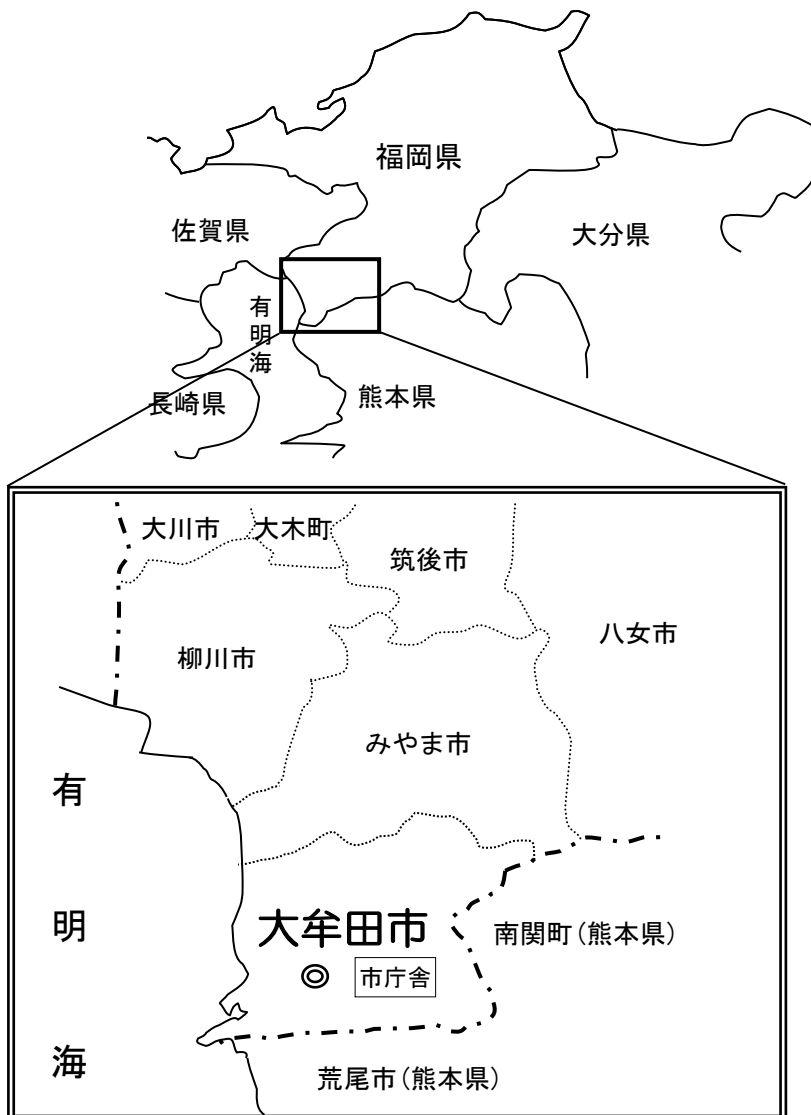 福岡県
佐賀県
大分県
有明海
長崎県
熊本県
大川市
大木町
筑後市
八女市
柳川市
みやま市
有明海
大牟田市
南関町(熊本県)
市庁舎
荒尾市(熊本県)